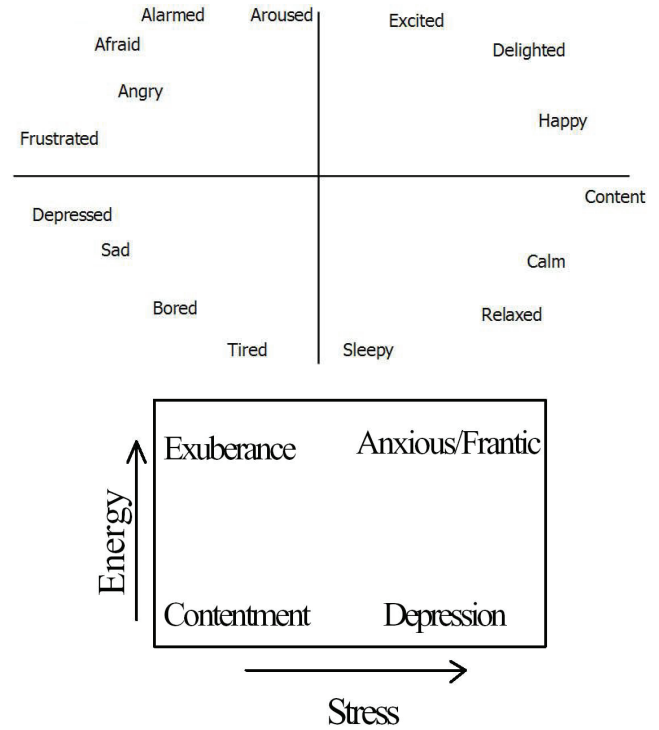 Alarmed Aroused Excited
Afraid Delighted
Angry Happy
Frustrated
Content
Depressed
Sad Calm
Bored Relaxed
Tired Sleepy
Exuberance Anxious/Frantic
Energy
Contentment Depression
Stress